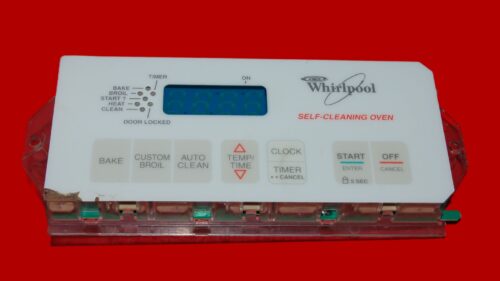 TIMER
ON
BAKE
BROIL
START ?
HEAT
CLEAN
DOOR LOCKED
Whirlpool
SELF-CLEANING OVEN
BAKE
CUSTOM
BROIL
AUTO
CLEAN
TEMP/
TIME
CLOCK
TIMER
CANCEL
START
ENTER
5 SEC
OFF
CANCEL